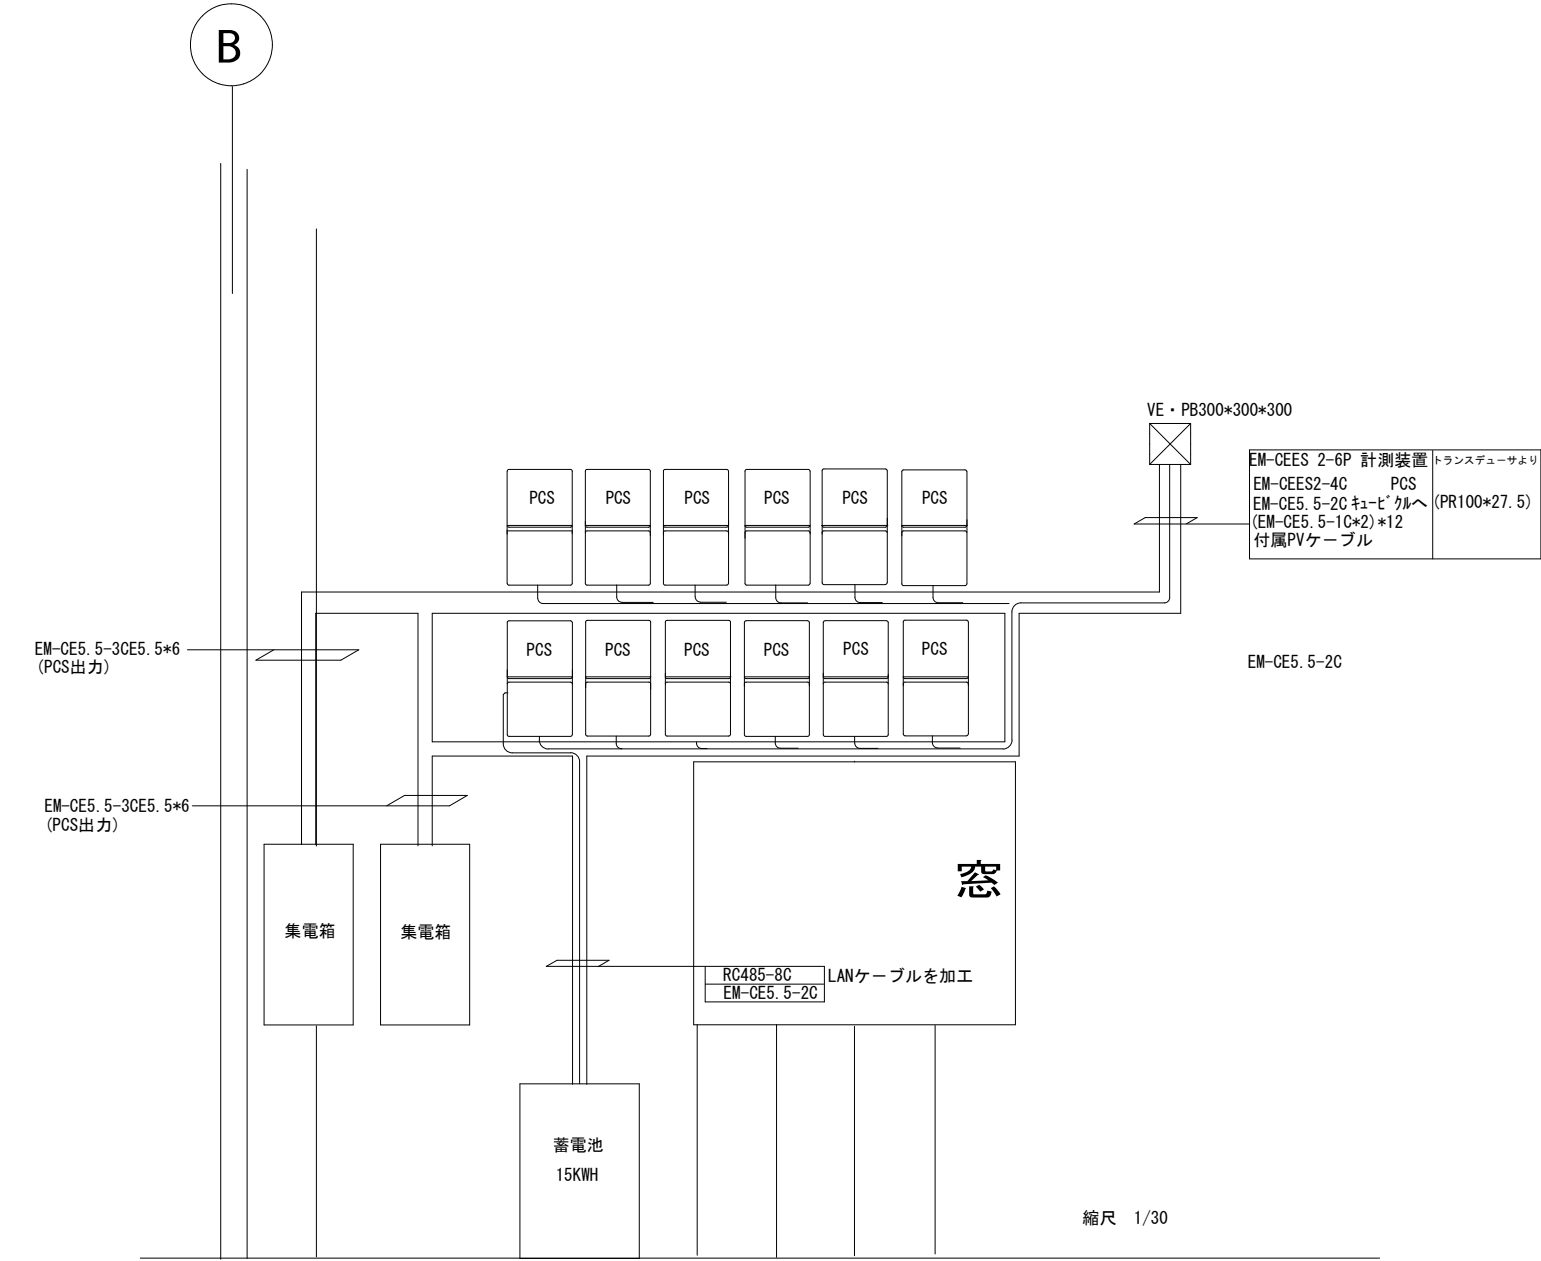 B
VE・PB300*300*300
EM-CEES 2-6P 計測装置
トランスデューサより
EM-CEES2-4C PCS
EM-CE5.5-2C ｷｭｰﾋﾞｸﾙへ
(PR100*27.5)
(EM-CE5.5-1C*2)*12
付属PVケーブル
PCS PCS PCS PCS PCS PCS
EM-CE5.5-3CE5.5*6
(PCS出力)
PCS PCS PCS PCS PCS PCS
EM-CE5.5-2C
EM-CE5.5-3CE5.5*6
(PCS出力)
窓
集電箱
集電箱
RC485-8C
LANケーブルを加工
EM-CE5.5-2C
蓄電池
15KWH
縮尺 1/30